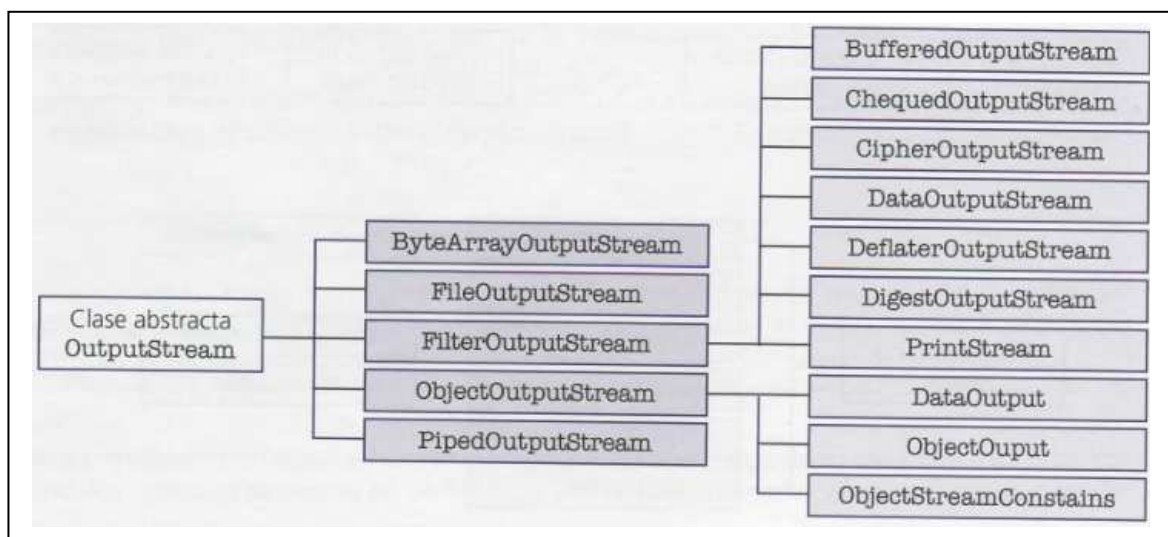 Clase abstracta
OutputStream
ByteArrayOutputStream
FileOutputStream
FilterOutputStream
ObjectOutputStream
PipedOutputStream
BufferedOutputStream
ChequedOutputStream
CipherOutputStream
DataOutputStream
DeflaterOutputStream
DigestOutputStream
PrintStream
DataOutput
ObjectOuput
ObjectStreamConstains